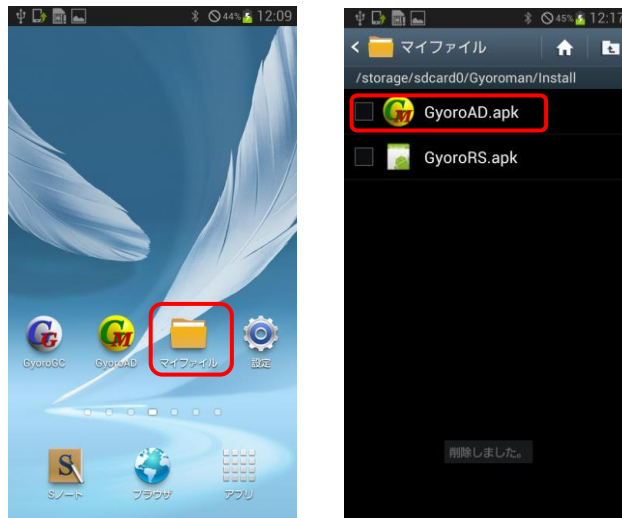 44% 12:09
GyoroGC GyoroAD マイファイル 設定
Sノート ブラウザ アプリ
45% 12:17
マイファイル
/storage/sdcard0/Gyoroman/Install
GyoroAD.apk
GyoroRS.apk
削除しました。